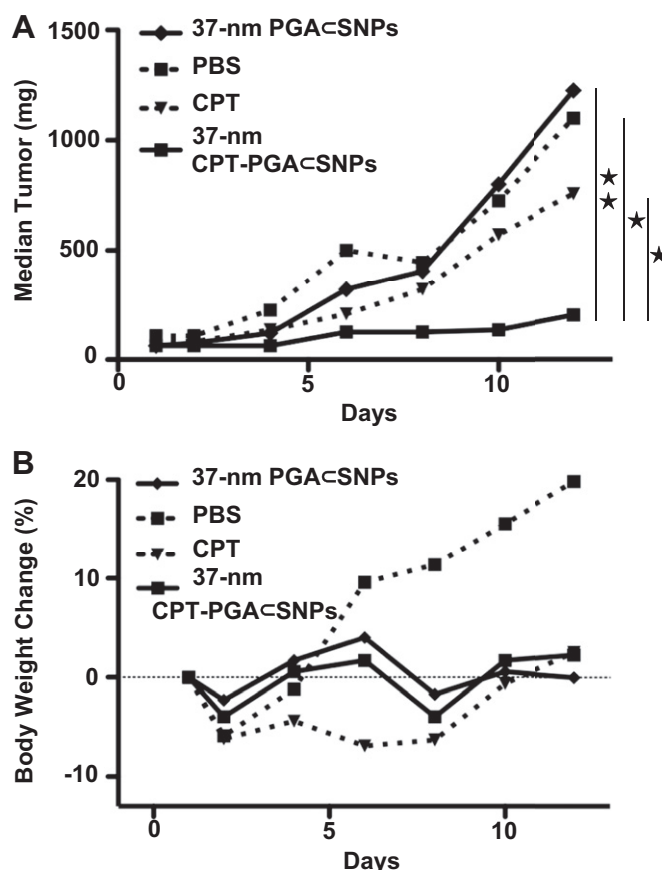 A
1500
1000
500
0
Median Tumor (mg)
37-nm PGA⊂SNPs
PBS
CPT
37-nm
CPT-PGA⊂SNPs
★★
★
★
0
5
10
Days
B
20
10
0
-10
Body Weight Change (%)
37-nm PGA⊂SNPs
PBS
CPT
37-nm
CPT-PGA⊂SNPs
0
5
10
Days